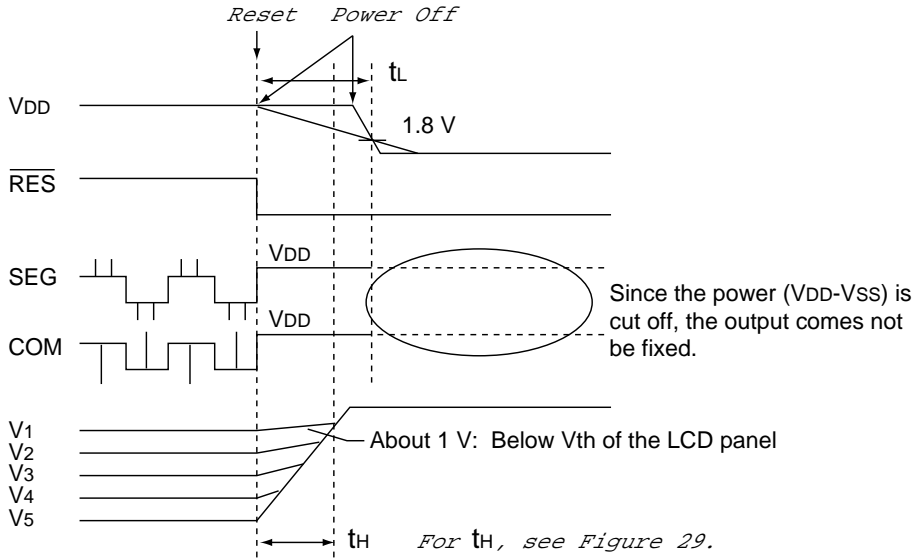 Reset Power Off
tL
VDD
1.8 V
RES
VDD
SEG
Since the power (VDD-VSS) is
VDD
cut off, the output comes not
COM
be fixed.
V1
About 1 V: Below Vth of the LCD panel
V2
V3
V4
V5
tH For tH, see Figure 29.